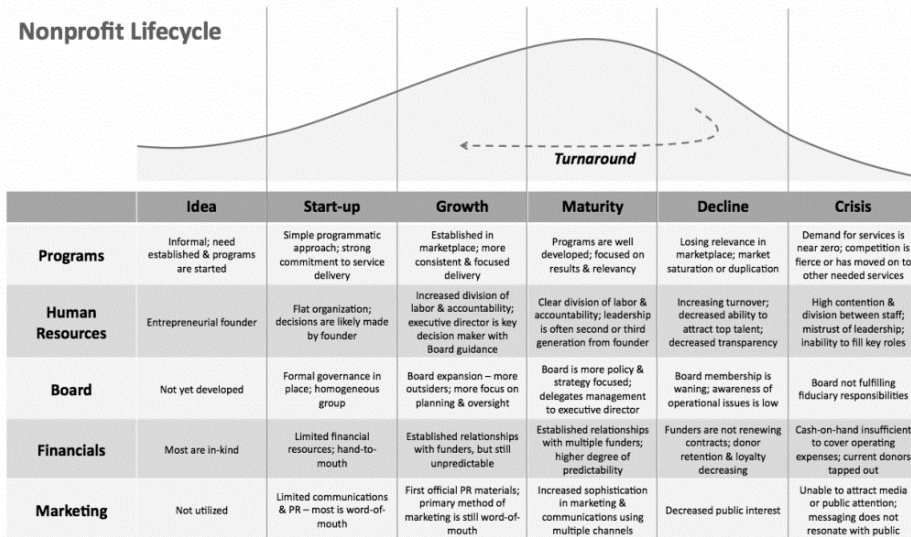 Nonprofit Lifecycle
Turnaround
Idea
Start-up
Growth
Maturity
Decline
Crisis
Programs
Informal; need
established & programs
are started
Simple programmatic
approach; strong
commitment to service
delivery
Established in
marketplace; more
consistent & focused
delivery
Programs are well
developed; focused on
results & relevancy
Losing relevance in
marketplace; market
saturation or duplication
Demand for services is
near zero; competition is
fierce or has moved on to
other needed services
Human
Resources
Entrepreneurial founder
Flat organization;
decisions are likely made
by founder
Increased division of
labor & accountability;
executive director is key
decision maker with
Board guidance
Clear division of labor &
accountability; leadership
is often second or third
generation from founder
Increasing turnover;
decreased ability to
attract top talent;
decreased transparency
High contention &
division between staff;
mistrust of leadership;
inability to fill key roles
Board
Not yet developed
Formal governance in
place; homogeneous
group
Board expansion – more
outsiders; more focus on
planning & oversight
Board is more policy &
strategy focused;
delegates management
to executive director
Board membership is
waning; awareness of
operational issues is low
Board not fulfilling
fiduciary responsibilities
Financials
Most are in-kind
Limited financial
resources; hand-to-
mouth
Established relationships
with funders, but still
unpredictable
Established relationships
with multiple funders;
higher degree of
predictability
Funders are not renewing
contracts; donor
retention & loyalty
decreasing
Cash-on-hand insufficient
to cover operating
expenses; current donors
tapped out
Marketing
Not utilized
Limited communications
& PR – most is word-of-
mouth
First official PR materials;
primary method of
marketing is still word-of-
mouth
Increased sophistication
in marketing &
communications using
multiple channels
Decreased public interest
Unable to attract media
or public attention;
messaging does not
resonate with public